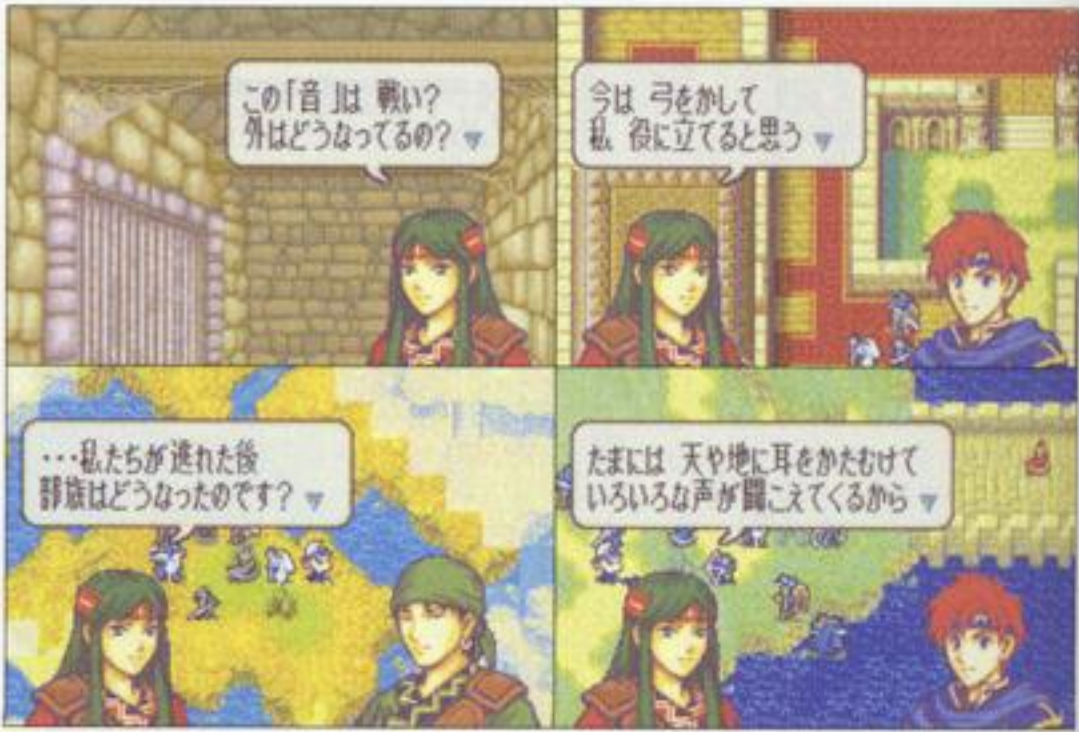 この「音」は 戦い?
外はどうなってるの?
今は 弓をかして
私 役に立てると思う
・・・私たちが逃れた後
部族はどうなったのです?
たまには 天や地に耳をかたむけて
いろいろな声が聞こえてくるから